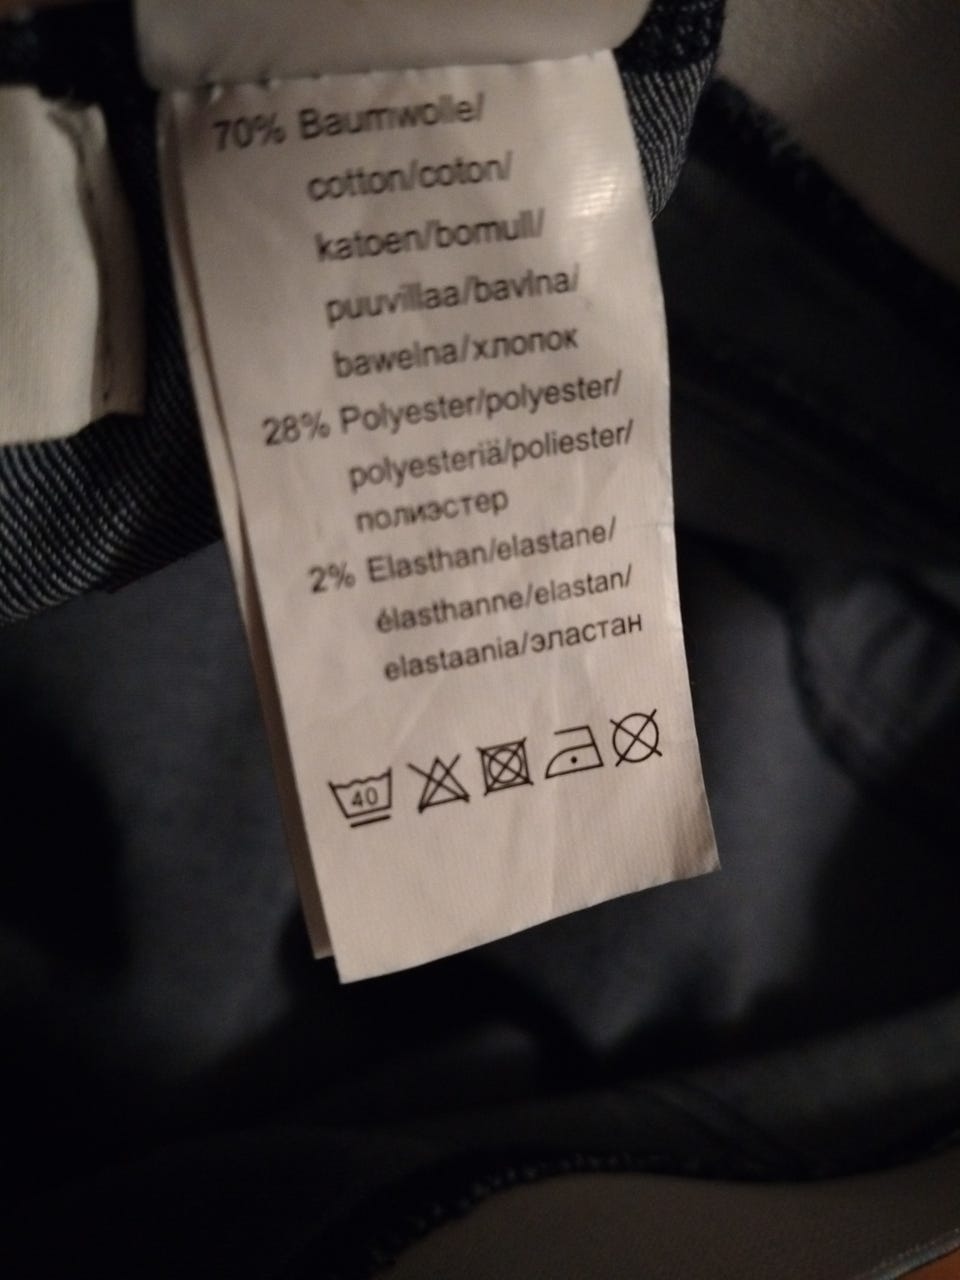 70% Baumwolle/
cotton/coton/
katoen/bomull/
puuvillaa/bavlna/
bawełna/хлопок
28% Polyester/polyester/
polyesteriä/poliester/
полиэстер
2% Elasthan/elastane/
élasthanne/elastan/
elastaania/эластан
40